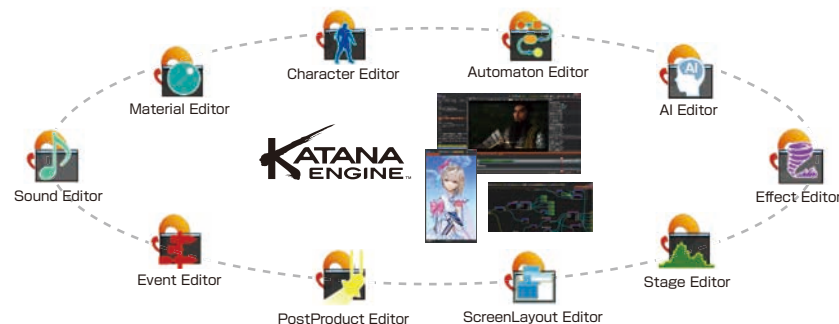 Character Editor
Automaton Editor
Material Editor
AI
AI Editor
KATANA
ENGINE™
Sound Editor
Effect Editor
Event Editor
Stage Editor
PostProduct Editor
ScreenLayout Editor